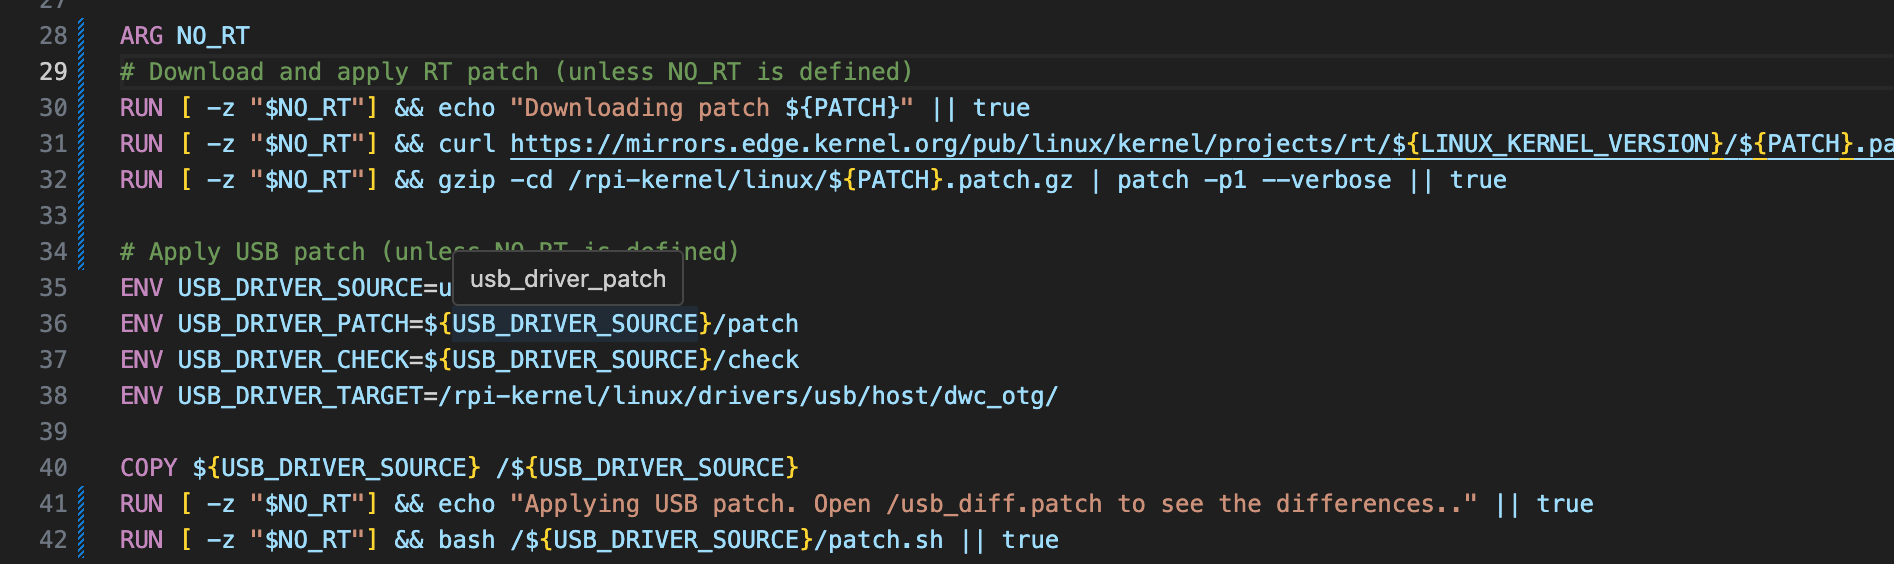 27
28 ARG NO_RT
29 # Download and apply RT patch (unless NO_RT is defined)
30 RUN [ -z "$NO_RT"] && echo "Downloading patch ${PATCH}" || true
31 RUN [ -z "$NO_RT"] && curl https://mirrors.edge.kernel.org/pub/linux/kernel/projects/rt/${LINUX_KERNEL_VERSION}/${PATCH}.pa
32 RUN [ -z "$NO_RT"] && gzip -cd /rpi-kernel/linux/${PATCH}.patch.gz | patch -p1 --verbose || true
33
34 # Apply USB patch (unless NO_RT is defined)
usb_driver_patch
35 ENV USB_DRIVER_SOURCE=u
36 ENV USB_DRIVER_PATCH=${USB_DRIVER_SOURCE}/patch
37 ENV USB_DRIVER_CHECK=${USB_DRIVER_SOURCE}/check
38 ENV USB_DRIVER_TARGET=/rpi-kernel/linux/drivers/usb/host/dwc_otg/
39
40 COPY ${USB_DRIVER_SOURCE} /${USB_DRIVER_SOURCE}
41 RUN [ -z "$NO_RT"] && echo "Applying USB patch. Open /usb_diff.patch to see the differences.." || true
42 RUN [ -z "$NO_RT"] && bash /${USB_DRIVER_SOURCE}/patch.sh || true